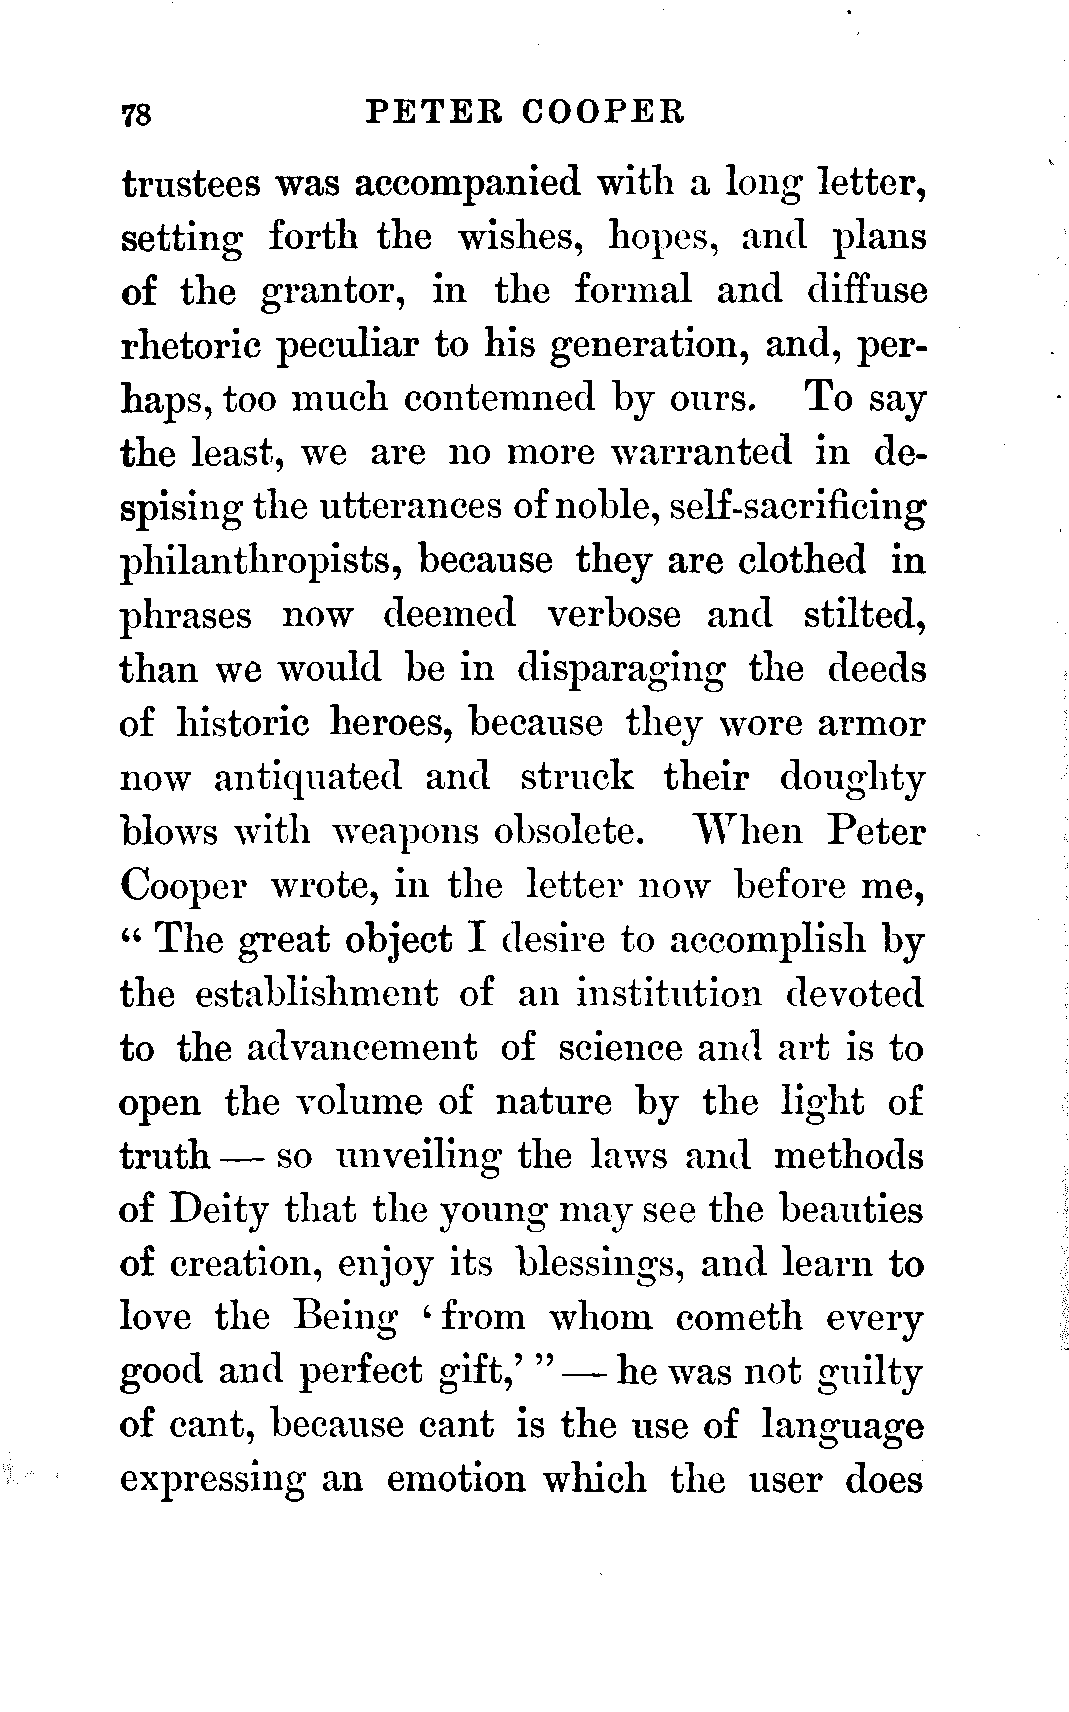 78 PETER COOPER
trustees was accompanied with a long letter,
setting forth the wishes, hopes, and plans
of the grantor, in the formal and diffuse
rhetoric peculiar to his generation, and, per-
haps, too much contemned by ours. To say
the least, we are no more warranted in de-
spising the utterances of noble, self-sacrificing
philanthropists, because they are clothed in
phrases now deemed verbose and stilted,
than we would be in disparaging the deeds
of historic heroes, because they wore armor
now antiquated and struck their doughty
blows with weapons obsolete. When Peter
Cooper wrote, in the letter now before me,
“ The great object I desire to accomplish by
the establishment of an institution devoted
to the advancement of science and art is to
open the volume of nature by the light of
truth — so unveiling the laws and methods
of Deity that the young may see the beauties
of creation, enjoy its blessings, and learn to
love the Being ‘ from whom cometh every
good and perfect gift,’ ” — he was not guilty
of cant, because cant is the use of language
expressing an emotion which the user does